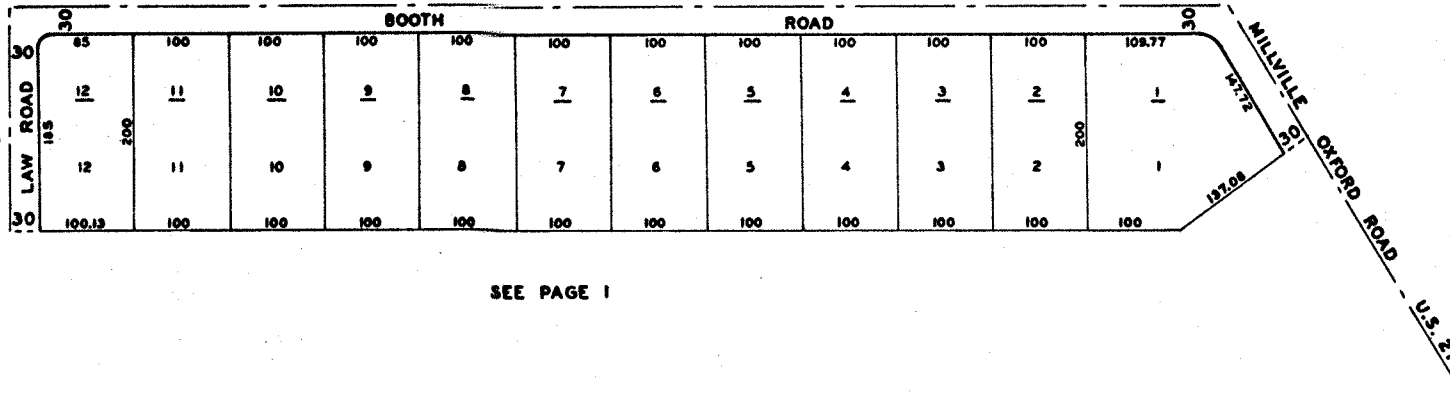 30 BOOTH ROAD 30
30 85 100 100 100 100 100 100 100 100 100 100 109.77
12 11 10 9 8 7 6 5 4 3 2 1
LAW ROAD 185 200 200 147.72
12 11 10 9 8 7 6 5 4 3 2 1
137.08
30 100.13 100 100 100 100 100 100 100 100 100 100 100
30
MILLVILLE OXFORD ROAD U.S. 27
SEE PAGE 1